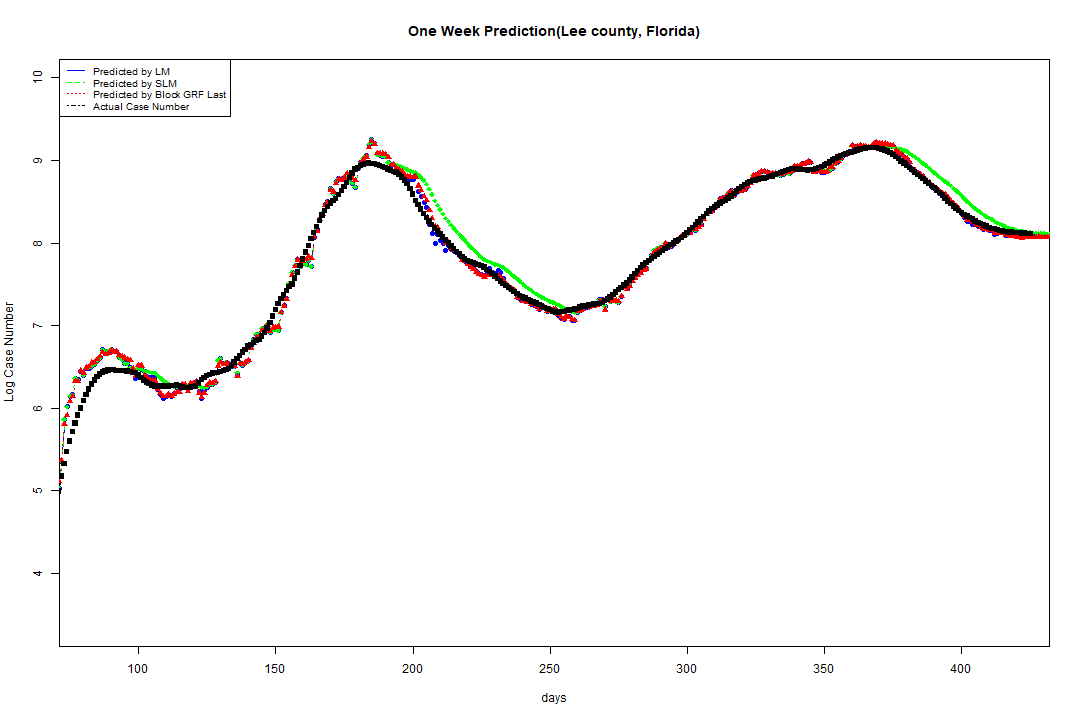 One Week Prediction(Lee county, Florida)
Predicted by LM
Predicted by SLM
Predicted by Block GRF Last
Actual Case Number
10
9
8
7
6
5
4
Log Case Number
100 150 200 250 300 350 400
days